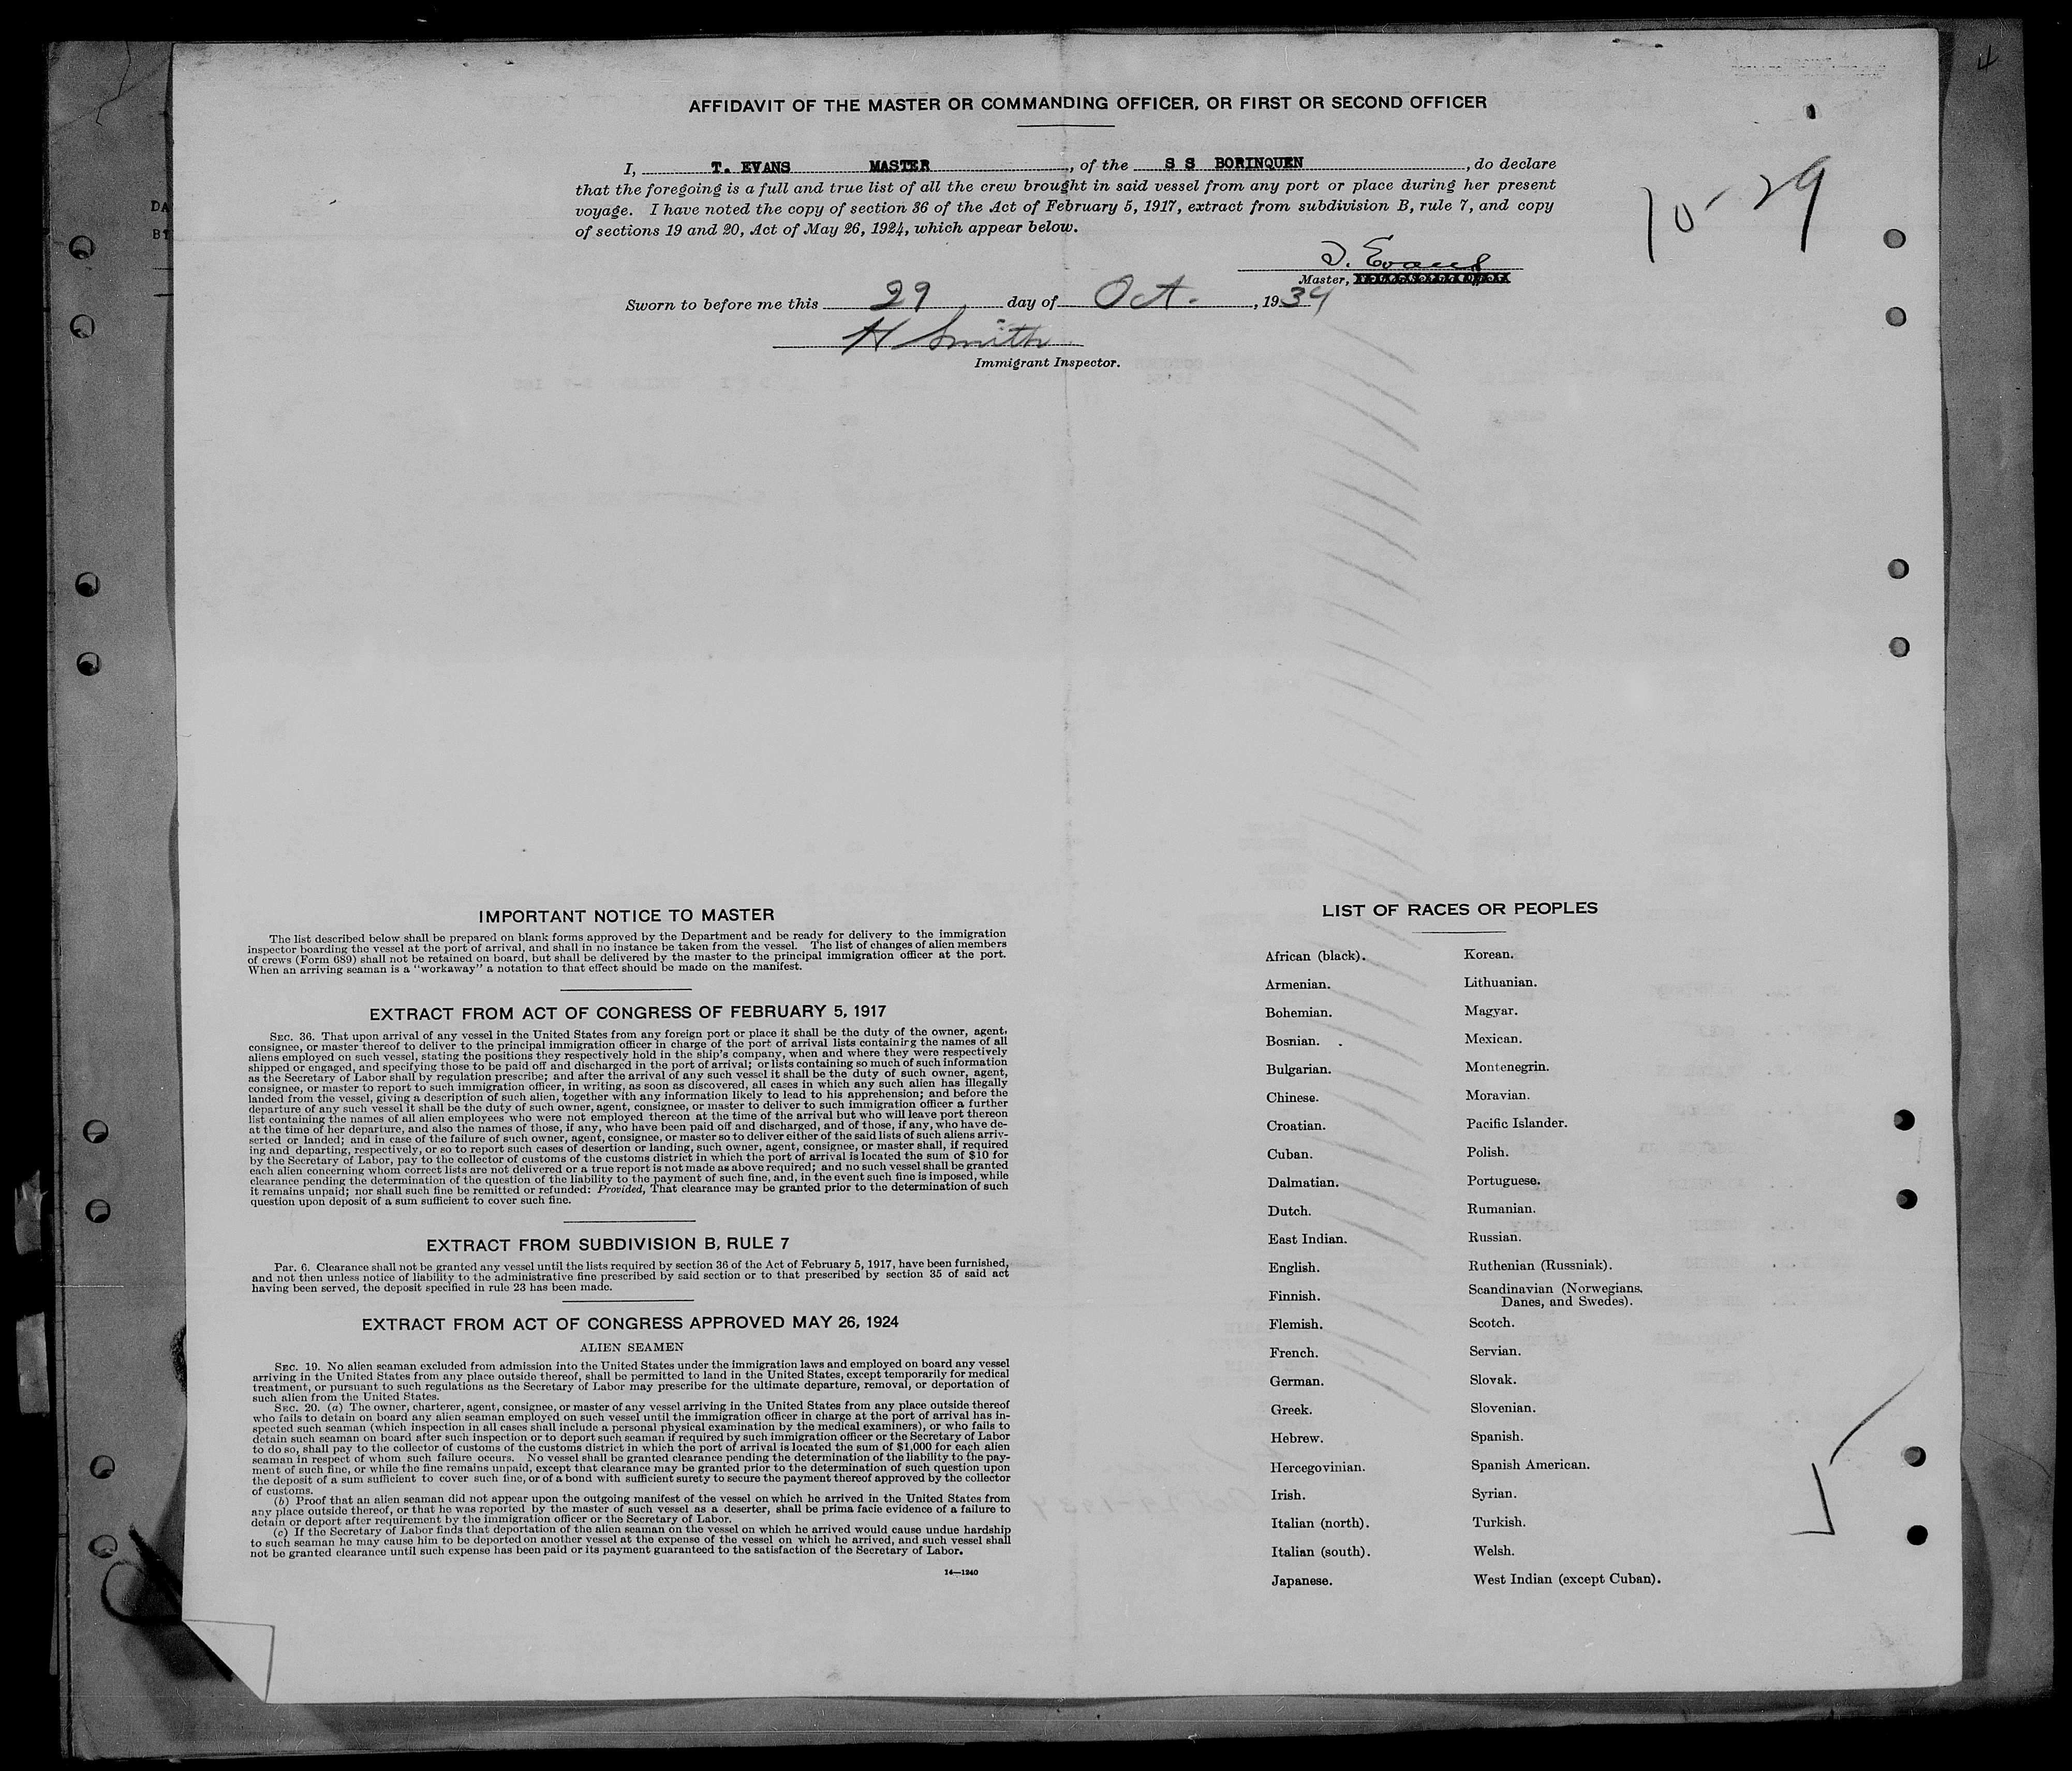 4
AFFIDAVIT OF THE MASTER OR COMMANDING OFFICER, OR FIRST OR SECOND OFFICER
I, T. EVANS MASTER, of the S S BORINQUEN, do declare
that the foregoing is a full and true list of all the crew brought in said vessel from any port or place during her present
voyage. I have noted the copy of section 36 of the Act of February 5, 1917, extract from subdivision B, rule 7, and copy
of sections 19 and 20, Act of May 26, 1924, which appear below.
10-29
T. Evans
Master,
Sworn to before me this 29 day of Oct., 1934
H Smith
Immigrant Inspector.
DA
BY
IMPORTANT NOTICE TO MASTER
The list described below shall be prepared on blank forms approved by the Department and be ready for delivery to the immigration
inspector boarding the vessel at the port of arrival, and shall in no instance be taken from the vessel. The list of changes of alien members
of crews (Form 689) shall not be retained on board, but shall be delivered by the master to the principal immigration officer at the port.
When an arriving seaman is a "workaway" a notation to that effect should be made on the manifest.
EXTRACT FROM ACT OF CONGRESS OF FEBRUARY 5, 1917
SEC. 36. That upon arrival of any vessel in the United States from any foreign port or place it shall be the duty of the owner, agent,
consignee, or master thereof to deliver to the principal immigration officer in charge of the port of arrival lists containing the names of all
aliens employed on such vessel, stating the positions they respectively hold in the ship's company, when and where they were respectively
shipped or engaged, and specifying those to be paid off and discharged in the port of arrival; or lists containing so much of such information
as the Secretary of Labor shall by regulation prescribe; and after the arrival of any such vessel it shall be the duty of such owner, agent,
consignee, or master to report to such immigration officer, in writing, as soon as discovered, all cases in which any such alien has illegally
landed from the vessel, giving a description of such alien, together with any information likely to lead to his apprehension; and before the
departure of any such vessel it shall be the duty of such owner, agent, consignee, or master to deliver to such immigration officer a further
list containing the names of all alien employees who were not employed thereon at the time of the arrival but who will leave port thereon
at the time of her departure, and also the names of those, if any, who have been paid off and discharged, and of those, if any, who have de-
serted or landed; and in case of the failure of such owner, agent, consignee, or master so to deliver either of the said lists of such aliens arriv-
ing and departing, respectively, or so to report such cases of desertion or landing, such owner, agent, consignee, or master shall, if required
by the Secretary of Labor, pay to the collector of customs of the customs district in which the port of arrival is located the sum of $10 for
each alien concerning whom correct lists are not delivered or a true report is not made as above required; and no such vessel shall be granted
clearance pending the determination of the question of the liability to the payment of such fine, and, in the event such fine is imposed, while
it remains unpaid; nor shall such fine be remitted or refunded: Provided, That clearance may be granted prior to the determination of such
question upon deposit of a sum sufficient to cover such fine.
EXTRACT FROM SUBDIVISION B, RULE 7
Par. 6. Clearance shall not be granted any vessel until the lists required by section 36 of the Act of February 5, 1917, have been furnished,
and not then unless notice of liability to the administrative fine prescribed by said section or to that prescribed by section 35 of said act
having been served, the deposit specified in rule 23 has been made.
EXTRACT FROM ACT OF CONGRESS APPROVED MAY 26, 1924
ALIEN SEAMEN
SEC. 19. No alien seaman excluded from admission into the United States under the immigration laws and employed on board any vessel
arriving in the United States from any place outside thereof, shall be permitted to land in the United States, except temporarily for medical
treatment, or pursuant to such regulations as the Secretary of Labor may prescribe for the ultimate departure, removal, or deportation of
such alien from the United States.
SEC. 20. (a) The owner, charterer, agent, consignee, or master of any vessel arriving in the United States from any place outside thereof
who fails to detain on board any alien seaman employed on such vessel until the immigration officer in charge at the port of arrival has in-
spected such seaman (which inspection in all cases shall include a personal physical examination by the medical examiners), or who fails to
detain such seaman on board after such inspection or to deport such seaman if required by such immigration officer or the Secretary of Labor
to do so, shall pay to the collector of customs of the customs district in which the port of arrival is located the sum of $1,000 for each alien
seaman in respect of whom such failure occurs. No vessel shall be granted clearance pending the determination of the liability to the pay-
ment of such fine, or while the fine remains unpaid, except that clearance may be granted prior to the determination of such question upon
the deposit of a sum sufficient to cover such fine, or of a bond with sufficient surety to secure the payment thereof approved by the collector
of customs.
(b) Proof that an alien seaman did not appear upon the outgoing manifest of the vessel on which he arrived in the United States from
any place outside thereof, or that he was reported by the master of such vessel as a deserter, shall be prima facie evidence of a failure to
detain or deport after requirement by the immigration officer or the Secretary of Labor.
(c) If the Secretary of Labor finds that deportation of the alien seaman on the vessel on which he arrived would cause undue hardship
to such seaman he may cause him to be deported on another vessel at the expense of the vessel on which he arrived, and such vessel shall
not be granted clearance until such expense has been paid or its payment guaranteed to the satisfaction of the Secretary of Labor.
14—1240
LIST OF RACES OR PEOPLES
African (black).
Armenian.
Bohemian.
Bosnian.
Bulgarian.
Chinese.
Croatian.
Cuban.
Dalmatian.
Dutch.
East Indian.
English.
Finnish.
Flemish.
French.
German.
Greek.
Hebrew.
Hercegovinian.
Irish.
Italian (north).
Italian (south).
Japanese.
Korean.
Lithuanian.
Magyar.
Mexican.
Montenegrin.
Moravian.
Pacific Islander.
Polish.
Portuguese.
Rumanian.
Russian.
Ruthenian (Russniak).
Scandinavian (Norwegians,
Danes, and Swedes).
Scotch.
Servian.
Slovak.
Slovenian.
Spanish.
Spanish American.
Syrian.
Turkish.
Welsh.
West Indian (except Cuban).